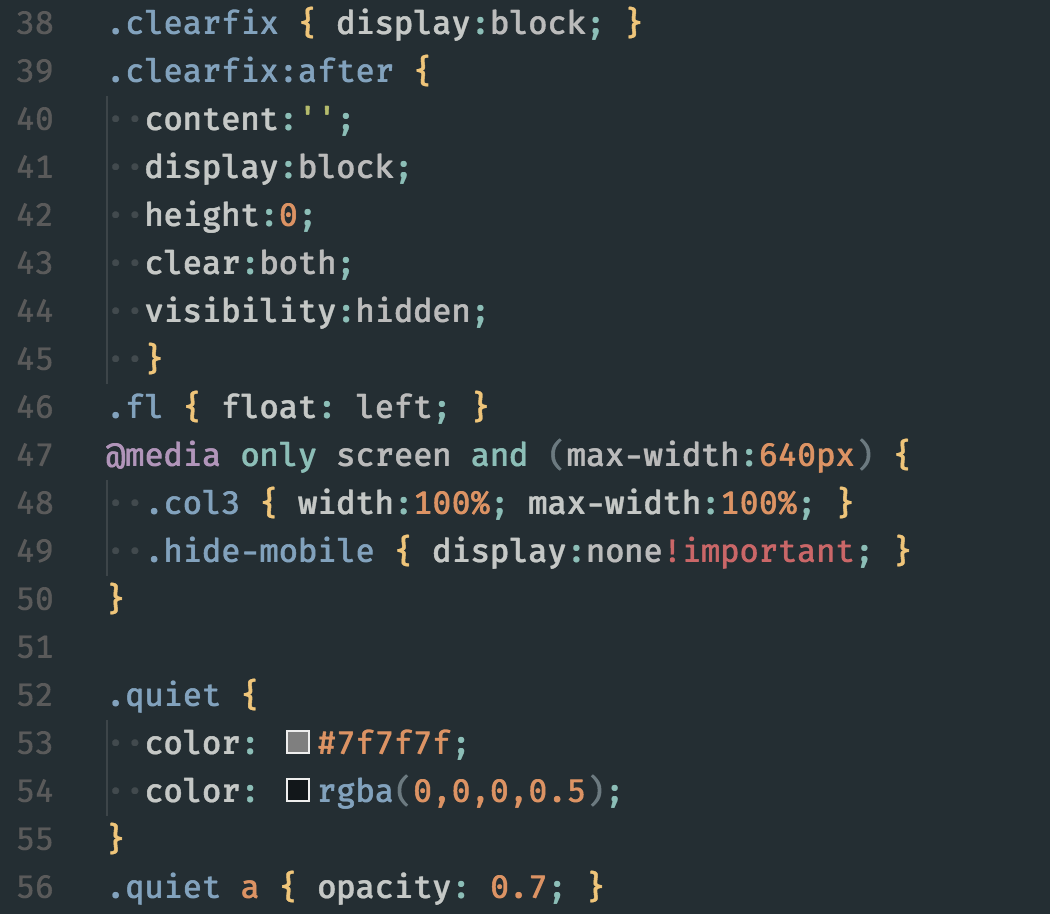 38 .clearfix { display:block; }
39 .clearfix:after {
40 ··content:'';
41 ··display:block;
42 ··height:0;
43 ··clear:both;
44 ··visibility:hidden;
45 ··}
46 .fl { float: left; }
47 @media only screen and (max-width:640px) {
48 ··.col3 { width:100%; max-width:100%; }
49 ··.hide-mobile { display:none!important; }
50 }
51
52 .quiet {
53 ··color: #7f7f7f;
54 ··color: rgba(0,0,0,0.5);
55 }
56 .quiet a { opacity: 0.7; }